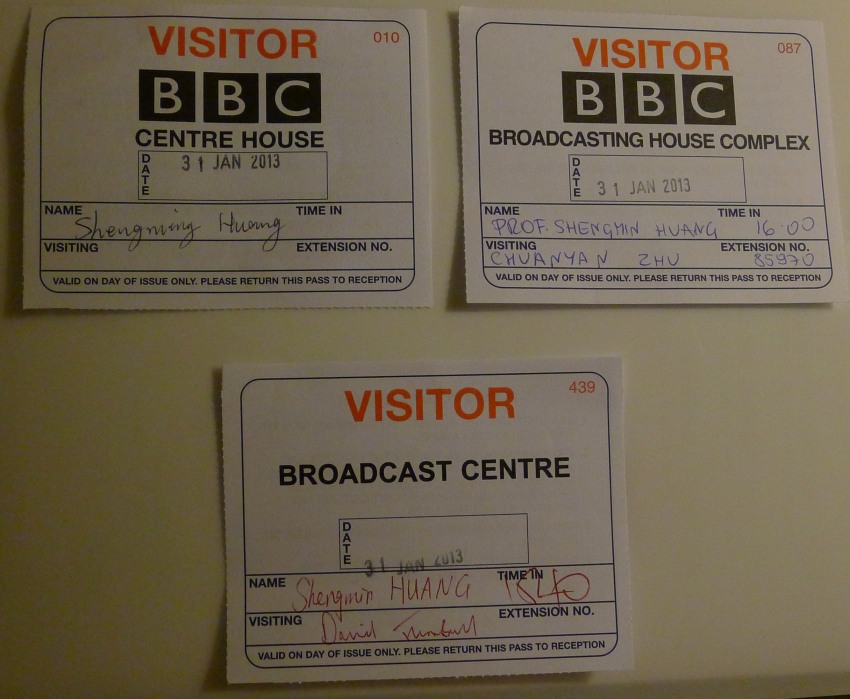 VISITOR 010
BBC
CENTRE HOUSE
DATE 31 JAN 2013
NAME Shengming Huang TIME IN
VISITING EXTENSION NO.
VALID ON DAY OF ISSUE ONLY. PLEASE RETURN THIS PASS TO RECEPTION
VISITOR 087
BBC
BROADCASTING HOUSE COMPLEX
DATE 31 JAN 2013
NAME PROF. SHENGMIN HUANG TIME IN 16.00
VISITING CHUANYAN ZHU EXTENSION NO. 85970
VALID ON DAY OF ISSUE ONLY. PLEASE RETURN THIS PASS TO RECEPTION
VISITOR 439
BROADCAST CENTRE
DATE 31 JAN 2013
NAME Shengmin HUANG TIME IN
VISITING David EXTENSION NO.
VALID ON DAY OF ISSUE ONLY. PLEASE RETURN THIS PASS TO RECEPTION